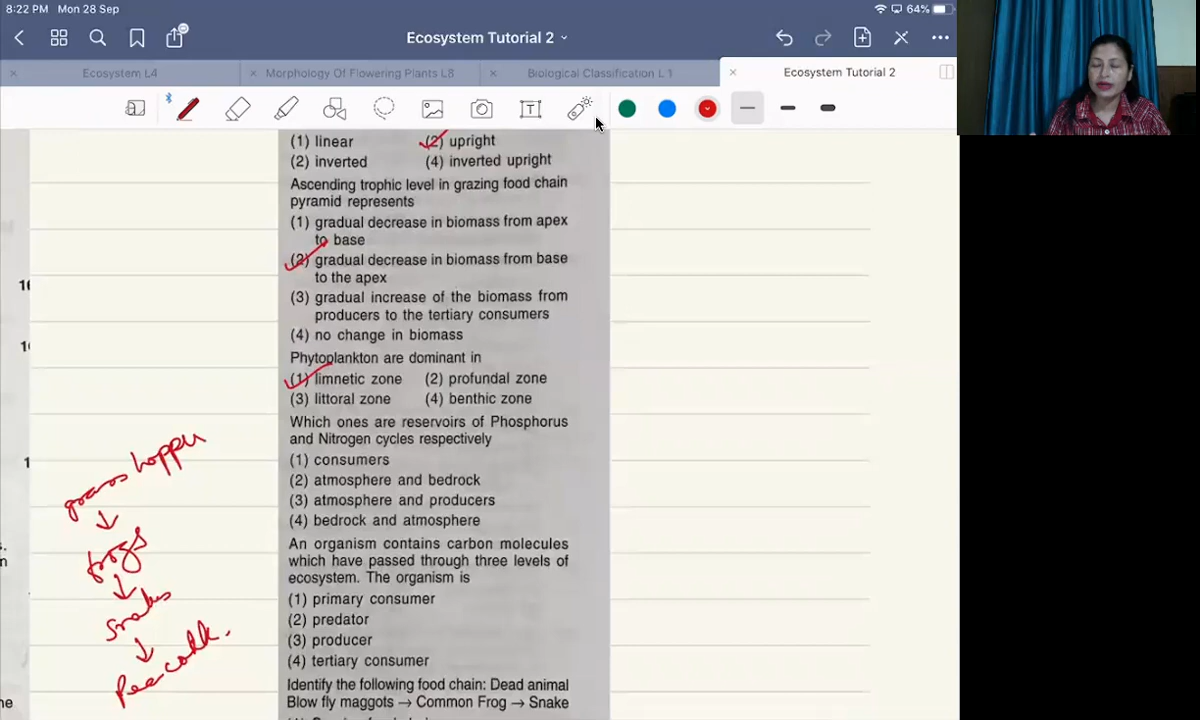 8:22 PM Mon 28 Sep
64%
Ecosystem Tutorial 2
Ecosystem L4
Morphology Of Flowering Plants L8
Biological Classification L 1
Ecosystem Tutorial 2
(1) linear (2) upright
(2) inverted (4) inverted upright
Ascending trophic level in grazing food chain
pyramid represents
(1) gradual decrease in biomass from apex
to base
(2) gradual decrease in biomass from base
to the apex
(3) gradual increase of the biomass from
producers to the tertiary consumers
(4) no change in biomass
Phytoplankton are dominant in
(1) limnetic zone (2) profundal zone
(3) littoral zone (4) benthic zone
Which ones are reservoirs of Phosphorus
and Nitrogen cycles respectively
(1) consumers
(2) atmosphere and bedrock
(3) atmosphere and producers
(4) bedrock and atmosphere
An organism contains carbon molecules
which have passed through three levels of
ecosystem. The organism is
(1) primary consumer
(2) predator
(3) producer
(4) tertiary consumer
Identify the following food chain: Dead animal
Blow fly maggots → Common Frog → Snake
grass hopper
↓
frogs
↓
snakes
↓
Peacock.